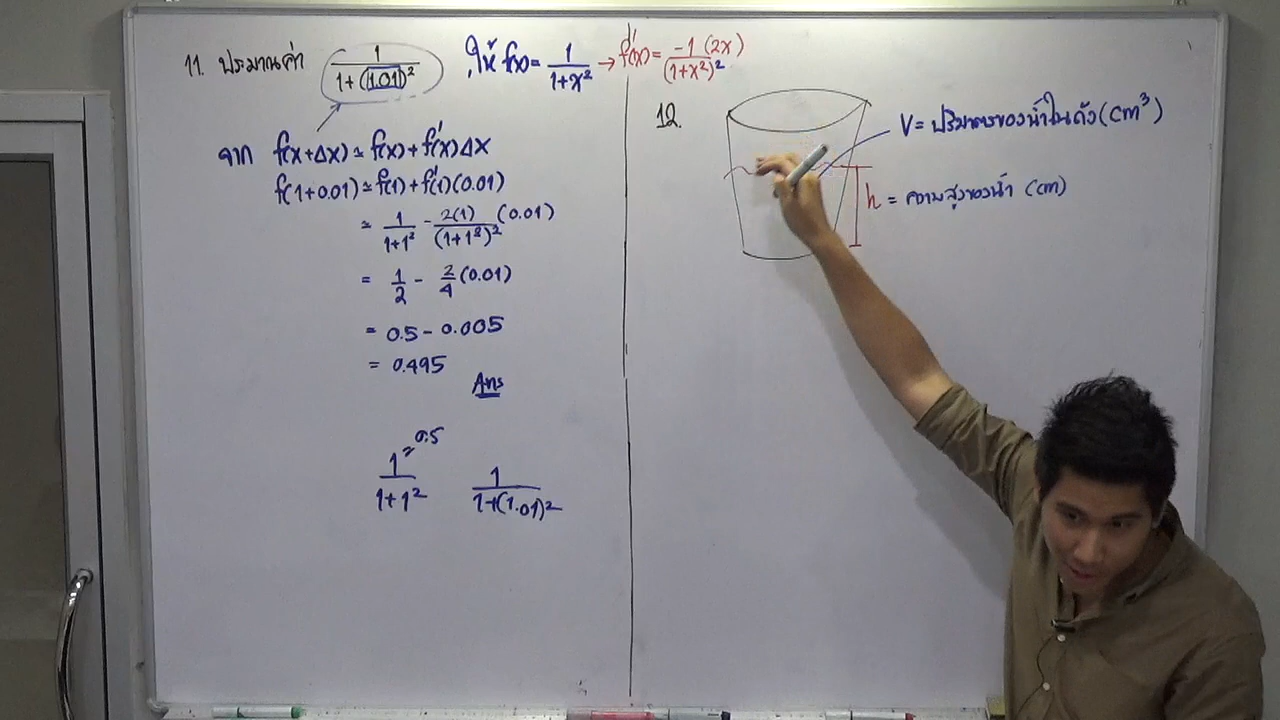 11. ประมาณค่า 1/(1+(1.01)²) ให้ f(x) = 1/(1+x²) → f'(x) = -1(2x)/(1+x²)²
จาก f(x+Δx) ≃ f(x) + f'(x)Δx
f(1+0.01) ≃ f(1) + f'(1)(0.01)
≃ 1/(1+1²) - 2(1)/(1+1²)² (0.01)
= 1/2 - 2/4 (0.01)
= 0.5 - 0.005
= 0.495
Ans
1/(1+1²) = 0.5
1/(1+(1.01)²)
12.
V = ปริมาตรของน้ำในถัง (cm³)
h = ความสูงของน้ำ (cm)